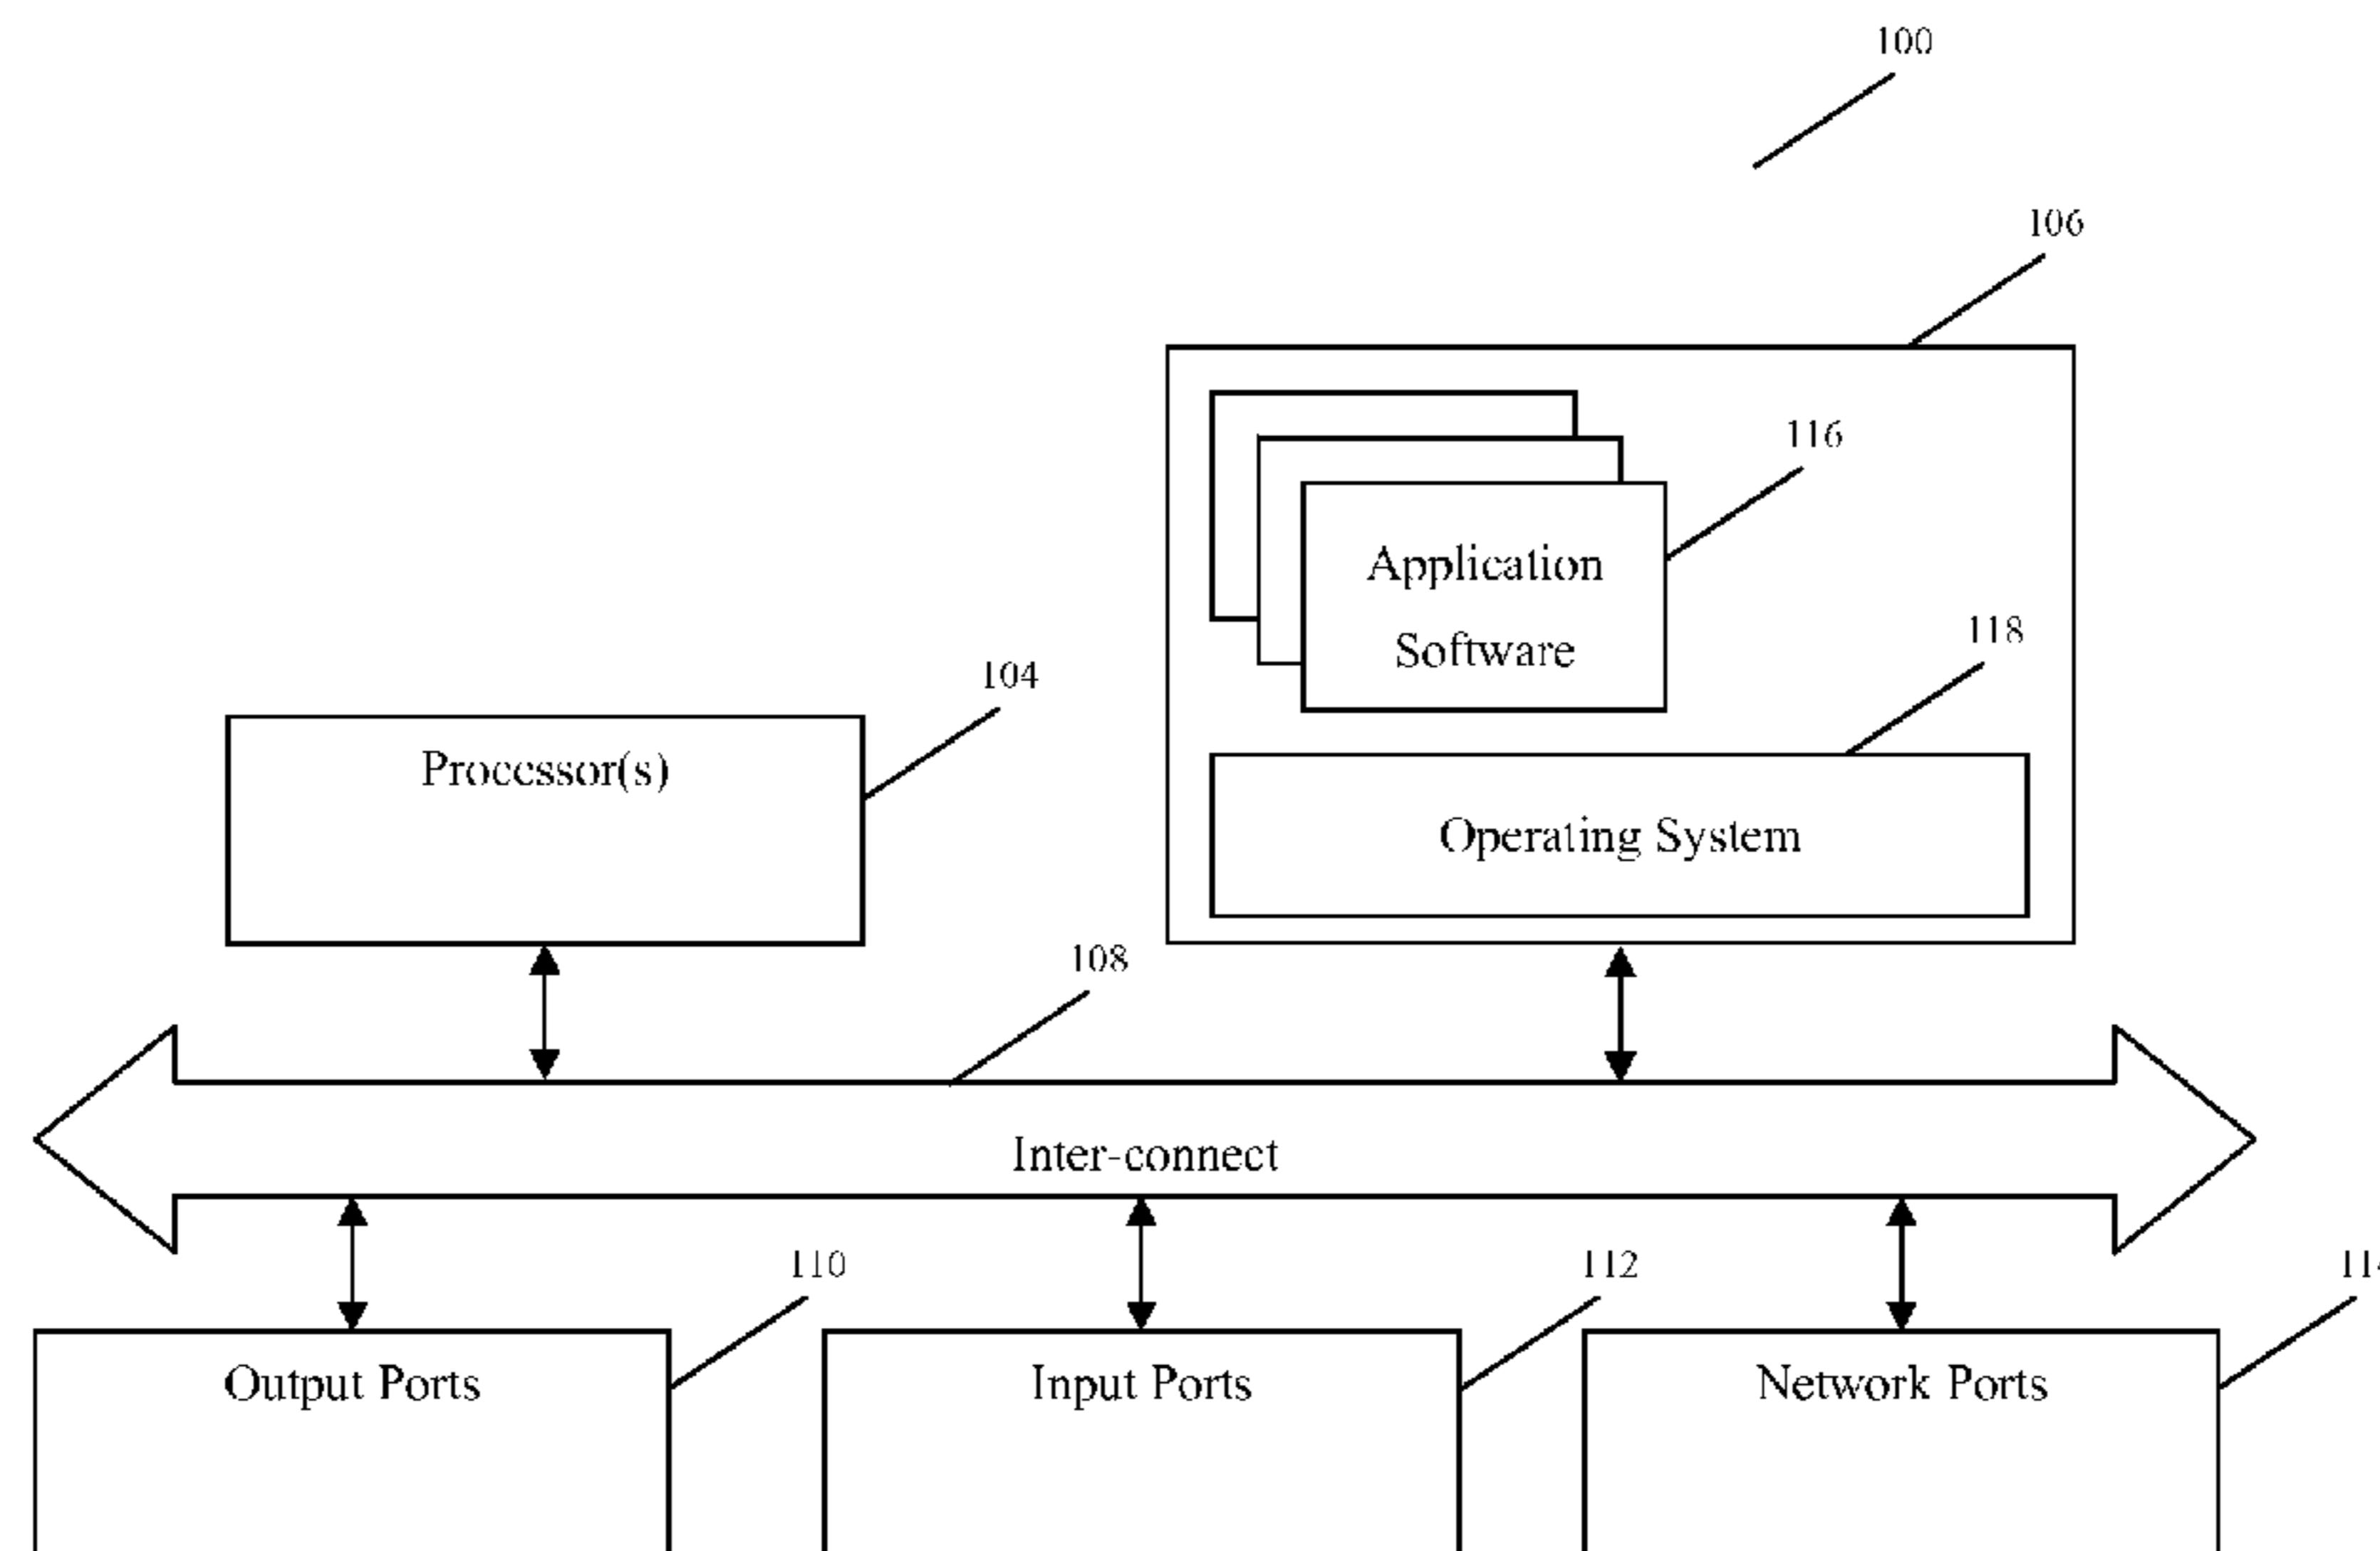 100
106
116
Application
Software
118
104
Processor(s)
Operating System
108
Inter-connect
110
112
Output Ports
Input Ports
Network Ports